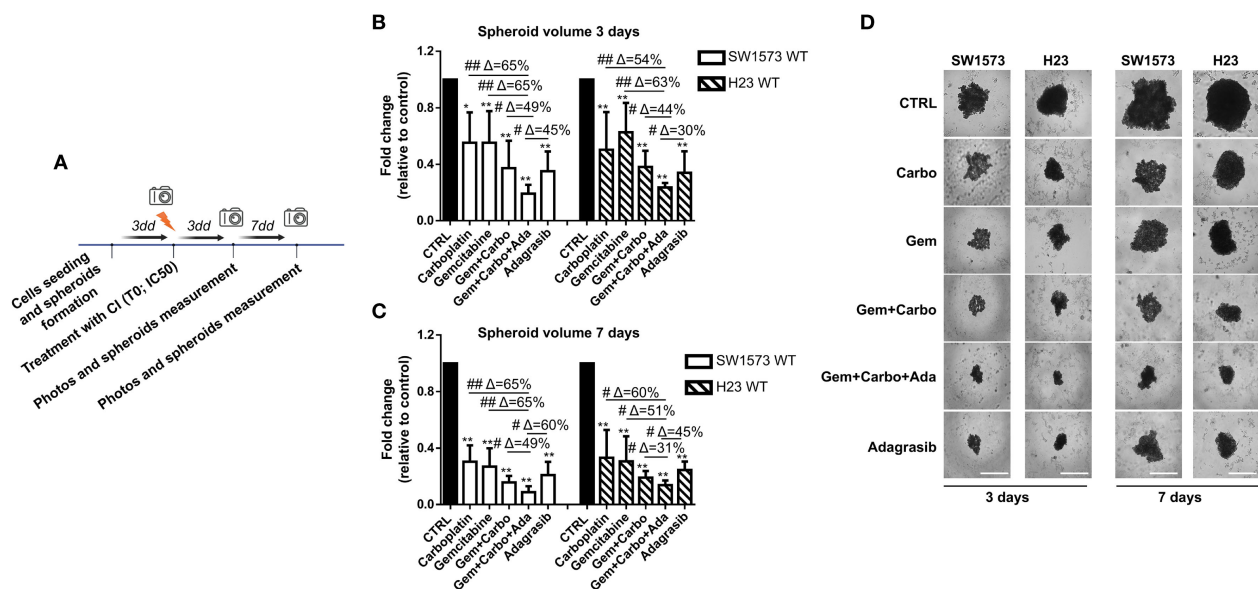 A
3dd
3dd
7dd
Cells seeding
and spheroids
formation
Treatment with CI (T0; IC50)
Photos and spheroids measurement
Photos and spheroids measurement
B
Spheroid volume 3 days
Fold change
(relative to control)
1.2
0.8
0.4
0.0
## Δ=65%
## Δ=65%
# Δ=49%
# Δ=45%
* ** ** ** **
## Δ=54%
## Δ=63%
# Δ=44%
# Δ=30%
** ** ** ** **
SW1573 WT
H23 WT
CTRL
Carboplatin
Gemcitabine
Gem+Carbo
Gem+Carbo+Ada
Adagrasib
CTRL
Carboplatin
Gemcitabine
Gem+Carbo
Gem+Carbo+Ada
Adagrasib
C
Spheroid volume 7 days
Fold change
(relative to control)
1.2
0.8
0.4
0.0
## Δ=65%
## Δ=65%
# Δ=60%
# Δ=49%
** ** ** ** **
# Δ=60%
# Δ=51%
# Δ=45%
# Δ=31%
** ** ** ** **
SW1573 WT
H23 WT
CTRL
Carboplatin
Gemcitabine
Gem+Carbo
Gem+Carbo+Ada
Adagrasib
CTRL
Carboplatin
Gemcitabine
Gem+Carbo
Gem+Carbo+Ada
Adagrasib
D
SW1573 H23 SW1573 H23
CTRL
Carbo
Gem
Gem+Carbo
Gem+Carbo+Ada
Adagrasib
3 days 7 days